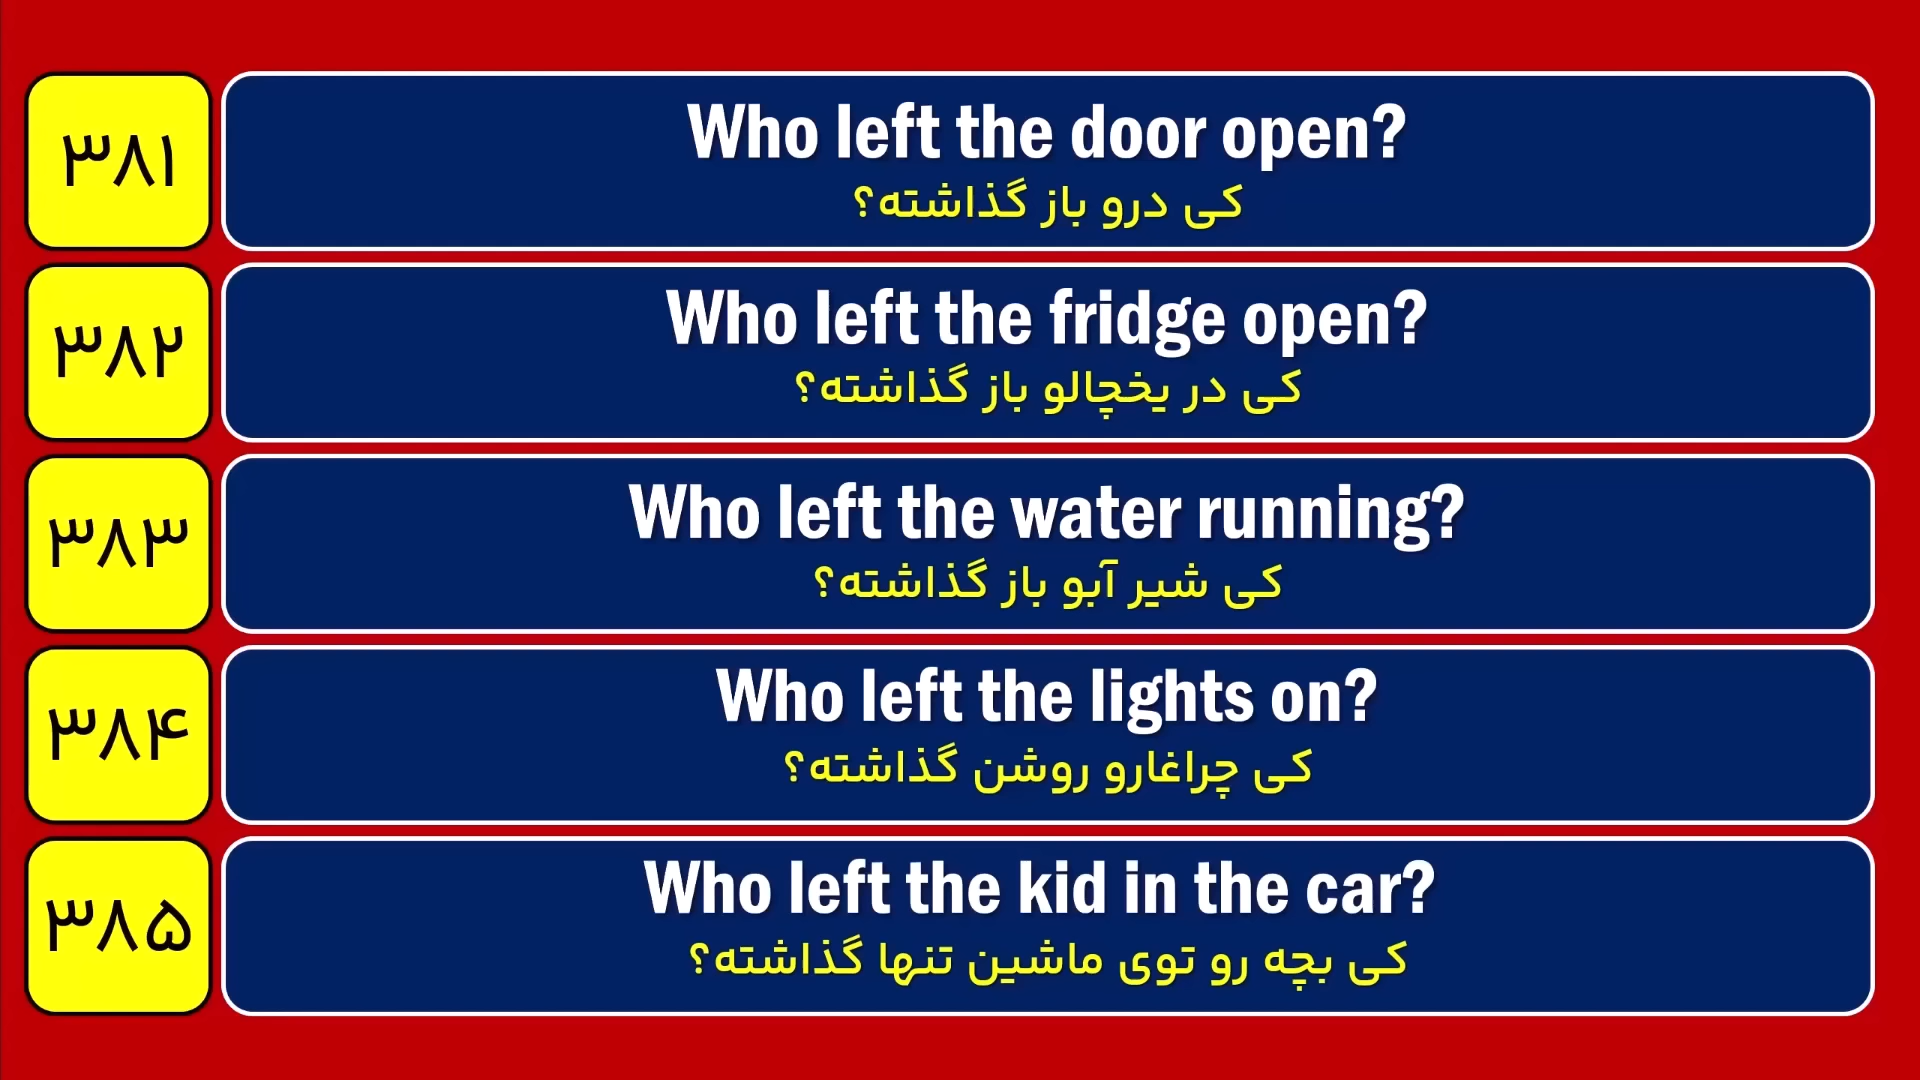 ۳۸۱
Who left the door open?
کی درو باز گذاشته؟
۳۸۲
Who left the fridge open?
کی در یخچالو باز گذاشته؟
۳۸۳
Who left the water running?
کی شیر آبو باز گذاشته؟
۳۸۴
Who left the lights on?
کی چراغارو روشن گذاشته؟
۳۸۵
Who left the kid in the car?
کی بچه رو توی ماشین تنها گذاشته؟